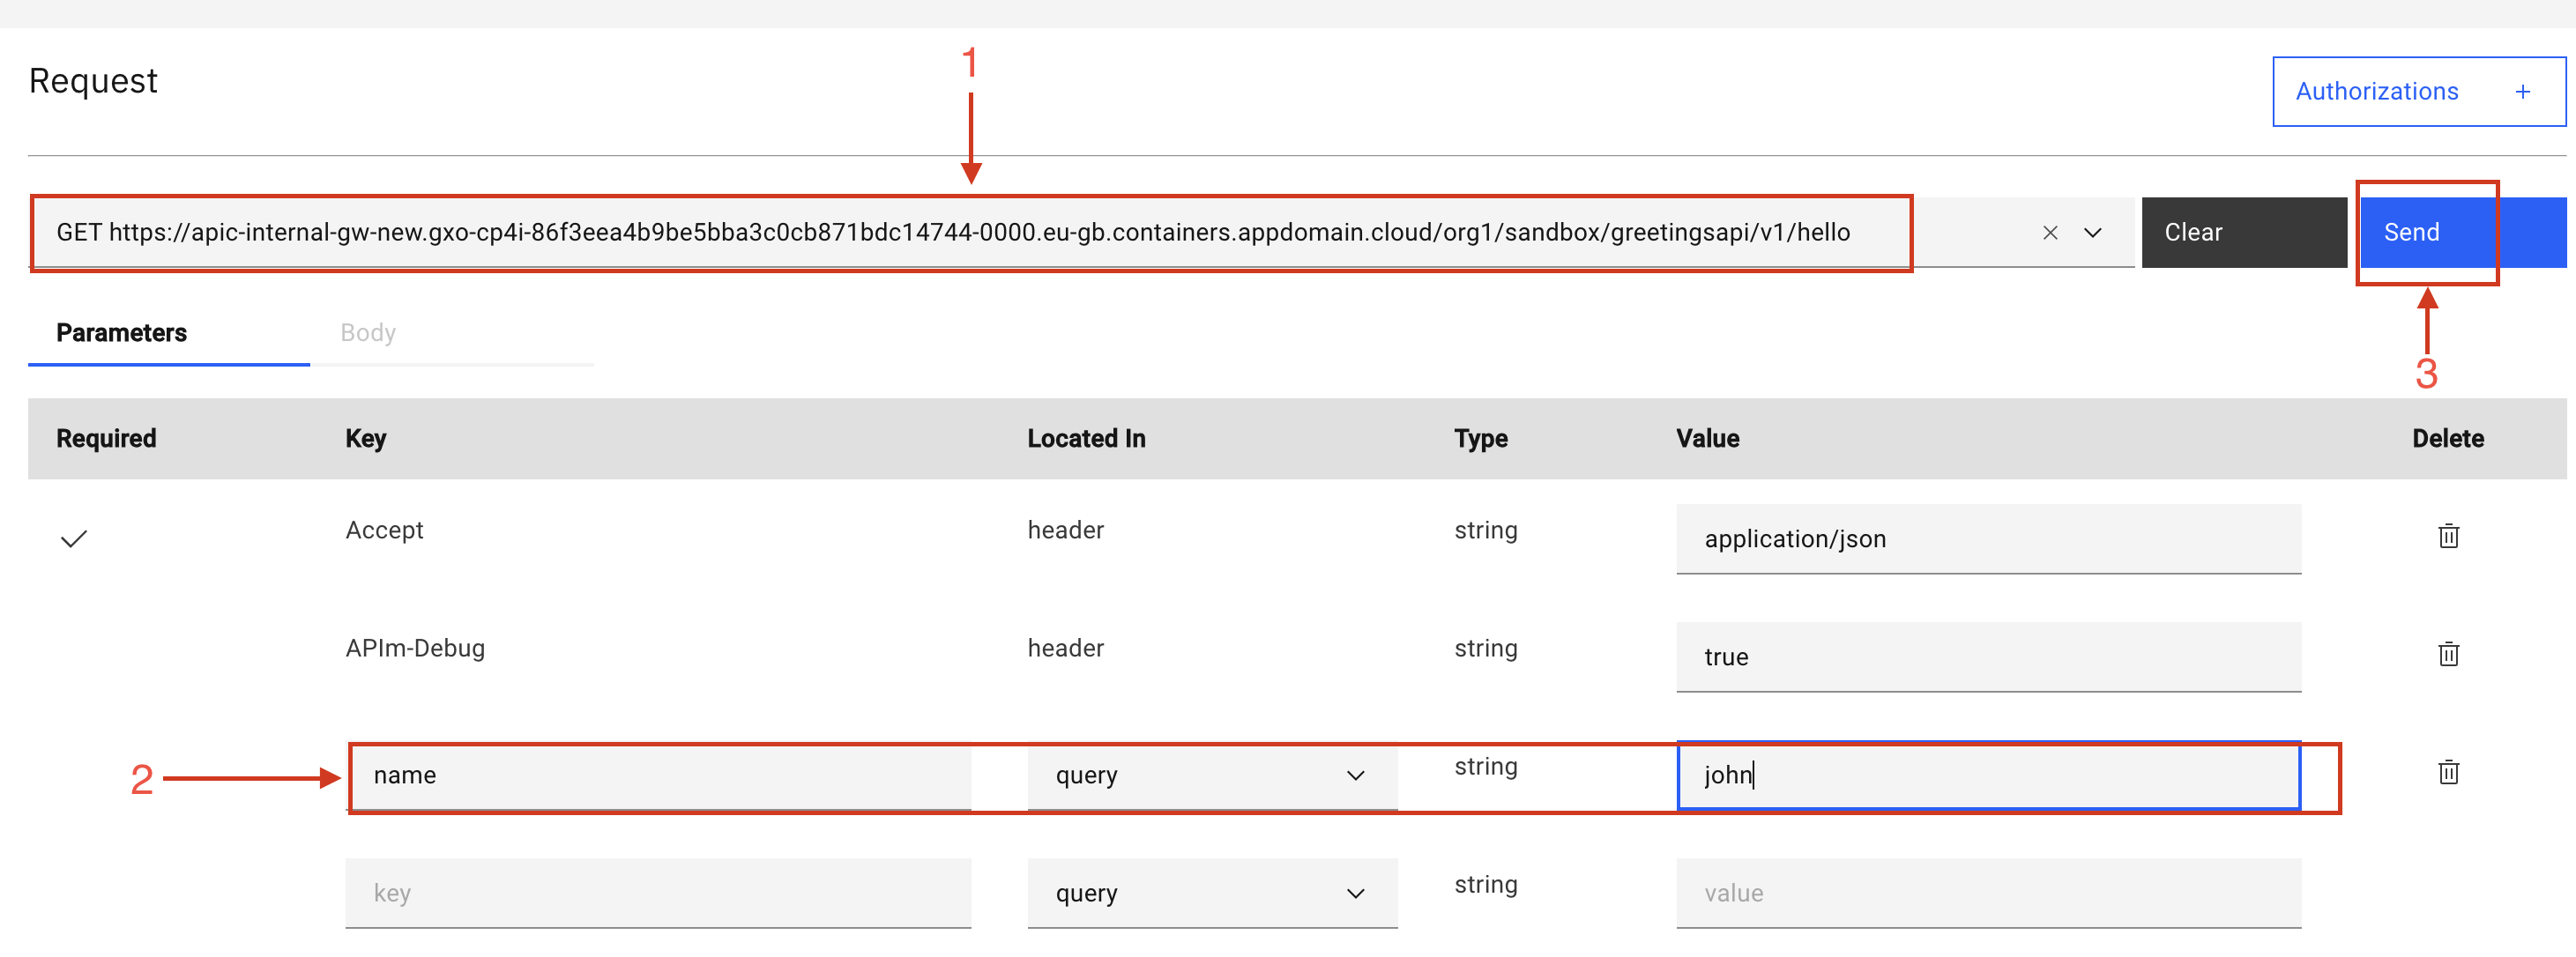 1
Request
Authorizations +
GET https://apic-internal-gw-new.gxo-cp4i-86f3eea4b9be5bba3c0cb871bdc14744-0000.eu-gb.containers.appdomain.cloud/org1/sandbox/greetingsapi/v1/hello
Clear
Send
Parameters
Body
3
Required Key Located In Type Value Delete
Accept header string application/json
APIm-Debug header string true
2 name query string john
key query string value